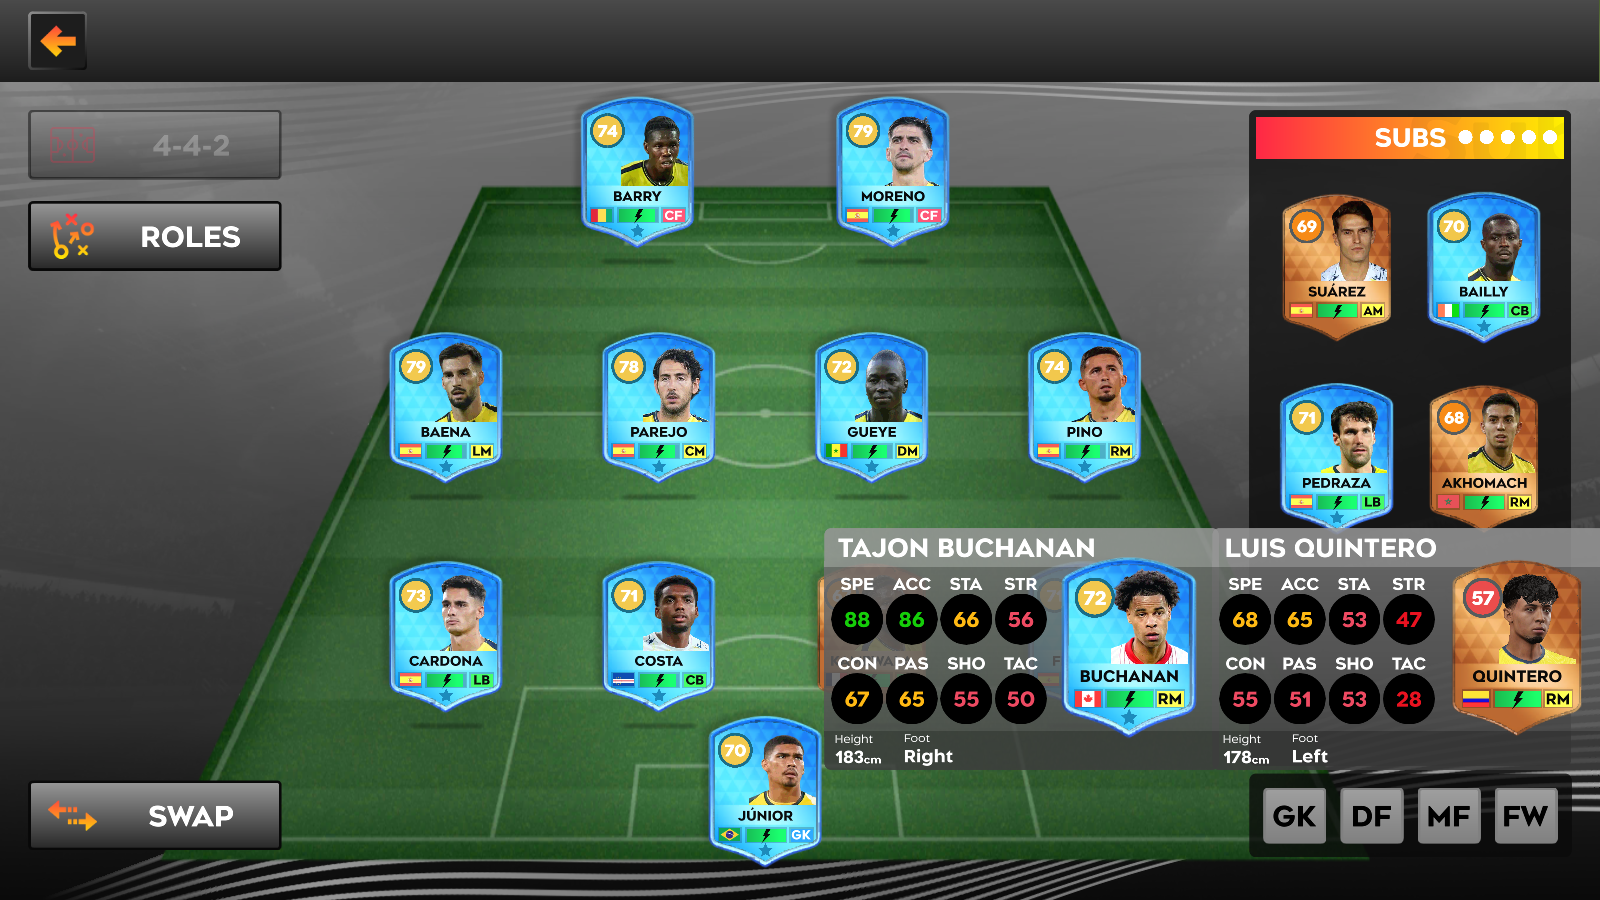 4-4-2
ROLES
SWAP
74
BARRY
CF
79
MORENO
CF
79
BAENA
LM
78
PAREJO
CM
72
GUEYE
DM
74
PINO
RM
73
CARDONA
LB
71
COSTA
CB
70
JÚNIOR
GK
SUBS
69
SUÁREZ
AM
70
BAILLY
CB
71
PEDRAZA
LB
68
AKHOMACH
RM
TAJON BUCHANAN
SPE ACC STA STR
88 86 66 56
CON PAS SHO TAC
67 65 55 50
Height Foot
183cm Right
72
BUCHANAN
RM
LUIS QUINTERO
SPE ACC STA STR
68 65 53 47
CON PAS SHO TAC
55 51 53 28
Height Foot
178cm Left
57
QUINTERO
RM
GK DF MF FW